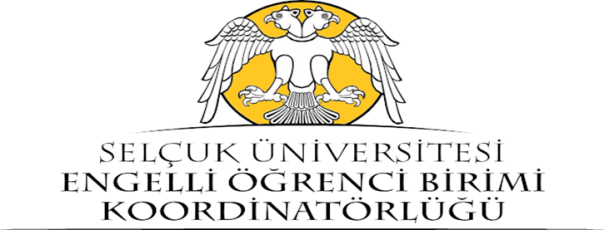 SELÇUK ÜNİVERSİTESİ
ENGELLİ ÖĞRENCİ BİRİMİ
KOORDİNATÖRLÜĞÜ